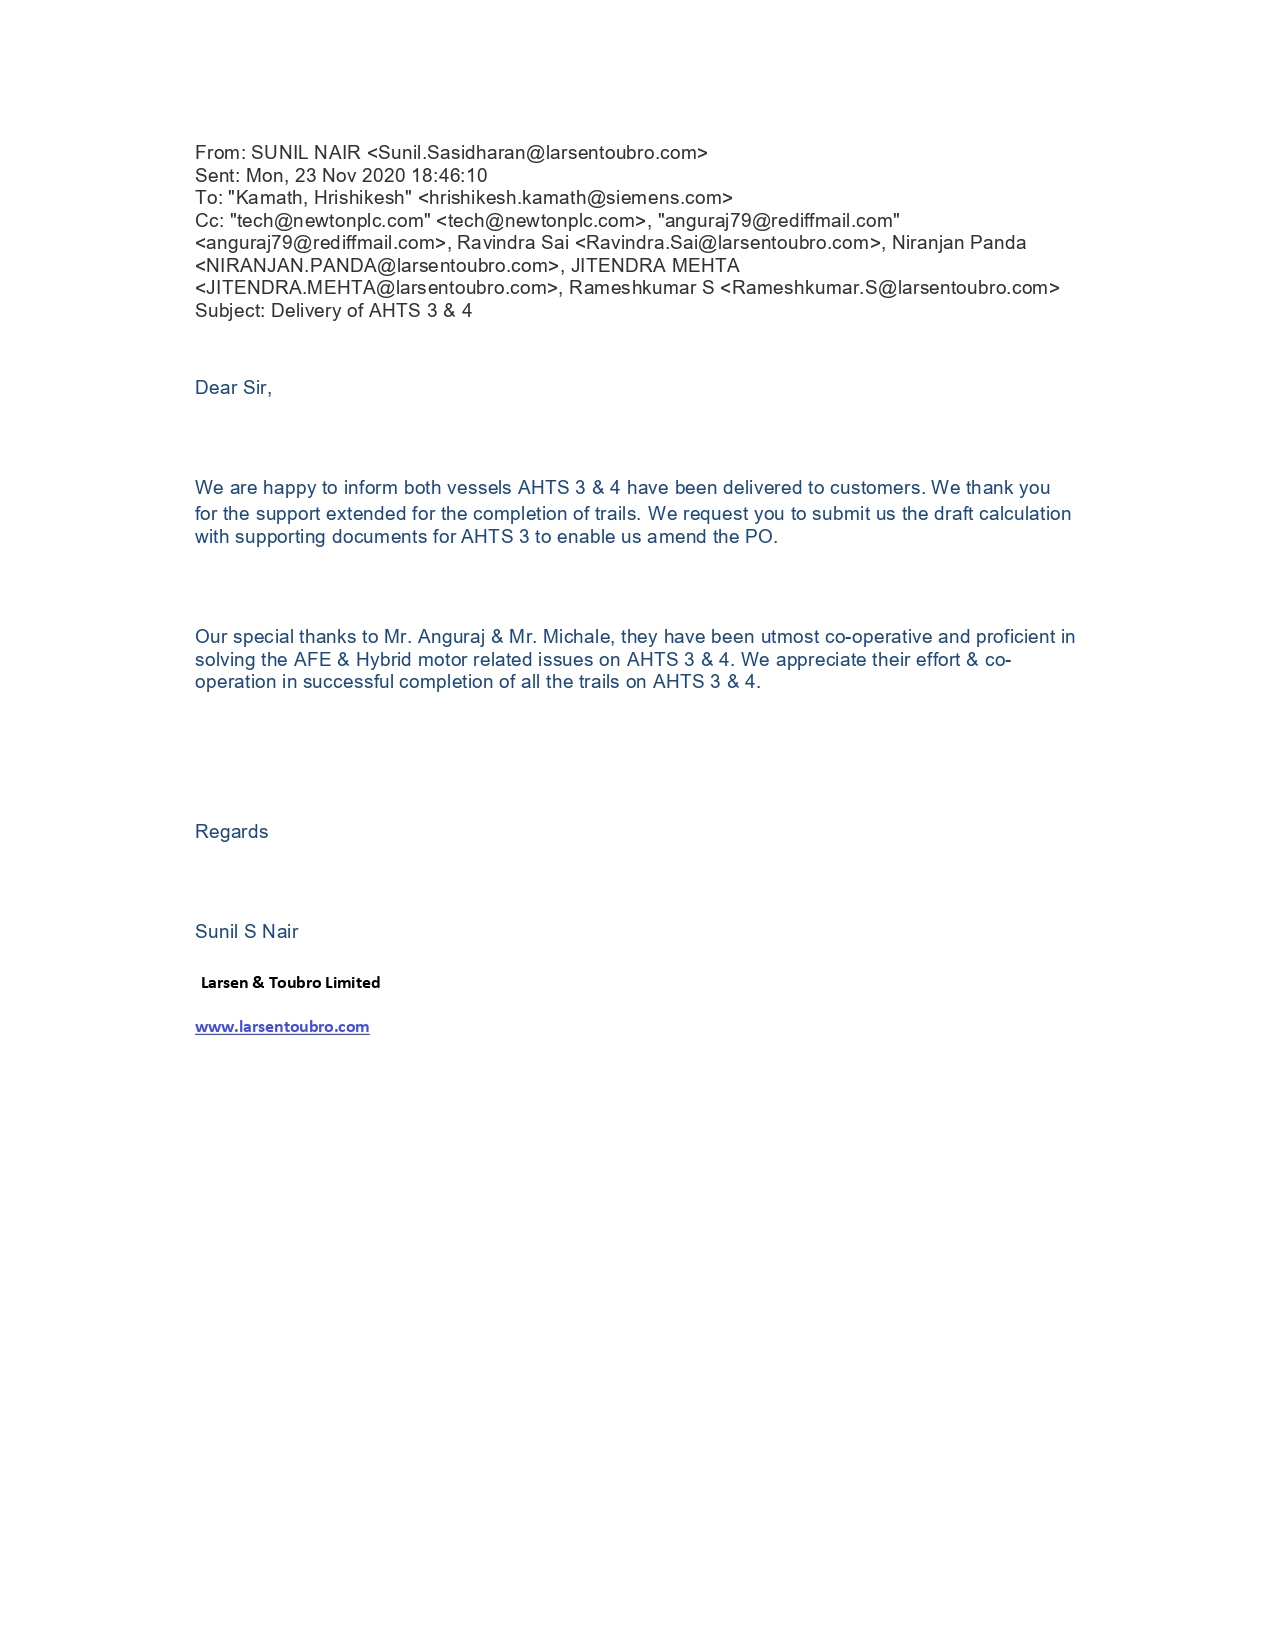 From: SUNIL NAIR <Sunil.Sasidharan@larsentoubro.com>
Sent: Mon, 23 Nov 2020 18:46:10
To: "Kamath, Hrishikesh" <hrishikesh.kamath@siemens.com>
Cc: "tech@newtonplc.com" <tech@newtonplc.com>, "anguraj79@rediffmail.com"
<anguraj79@rediffmail.com>, Ravindra Sai <Ravindra.Sai@larsentoubro.com>, Niranjan Panda
<NIRANJAN.PANDA@larsentoubro.com>, JITENDRA MEHTA
<JITENDRA.MEHTA@larsentoubro.com>, Rameshkumar S <Rameshkumar.S@larsentoubro.com>
Subject: Delivery of AHTS 3 & 4
Dear Sir,
We are happy to inform both vessels AHTS 3 & 4 have been delivered to customers. We thank you
for the support extended for the completion of trails. We request you to submit us the draft calculation
with supporting documents for AHTS 3 to enable us amend the PO.
Our special thanks to Mr. Anguraj & Mr. Michale, they have been utmost co-operative and proficient in
solving the AFE & Hybrid motor related issues on AHTS 3 & 4. We appreciate their effort & co-
operation in successful completion of all the trails on AHTS 3 & 4.
Regards
Sunil S Nair
Larsen & Toubro Limited
www.larsentoubro.com